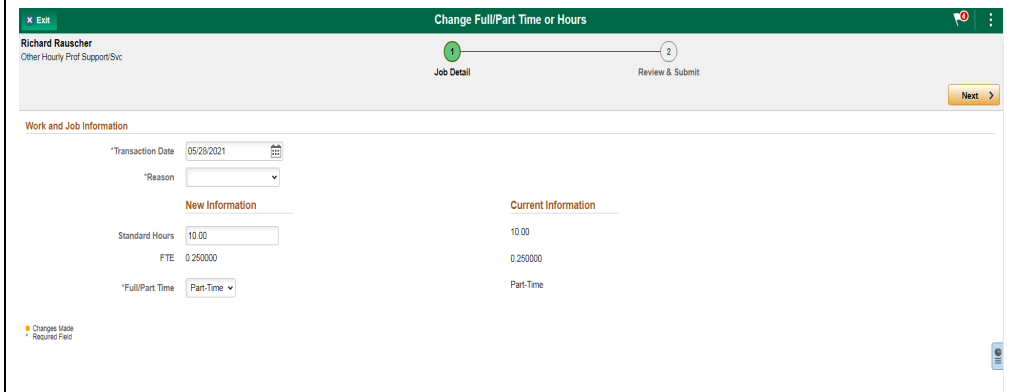 × Exit
Change Full/Part Time or Hours
4
Richard Rauscher
Other Hourly Prof Support/Svc
1
2
Job Detail
Review & Submit
Next
Work and Job Information
*Transaction Date 05/28/2021
*Reason
New Information
Current Information
Standard Hours 10.00
10.00
FTE 0.250000
0.250000
*Full/Part Time Part-Time
Part-Time
Changes Made
* Required Field